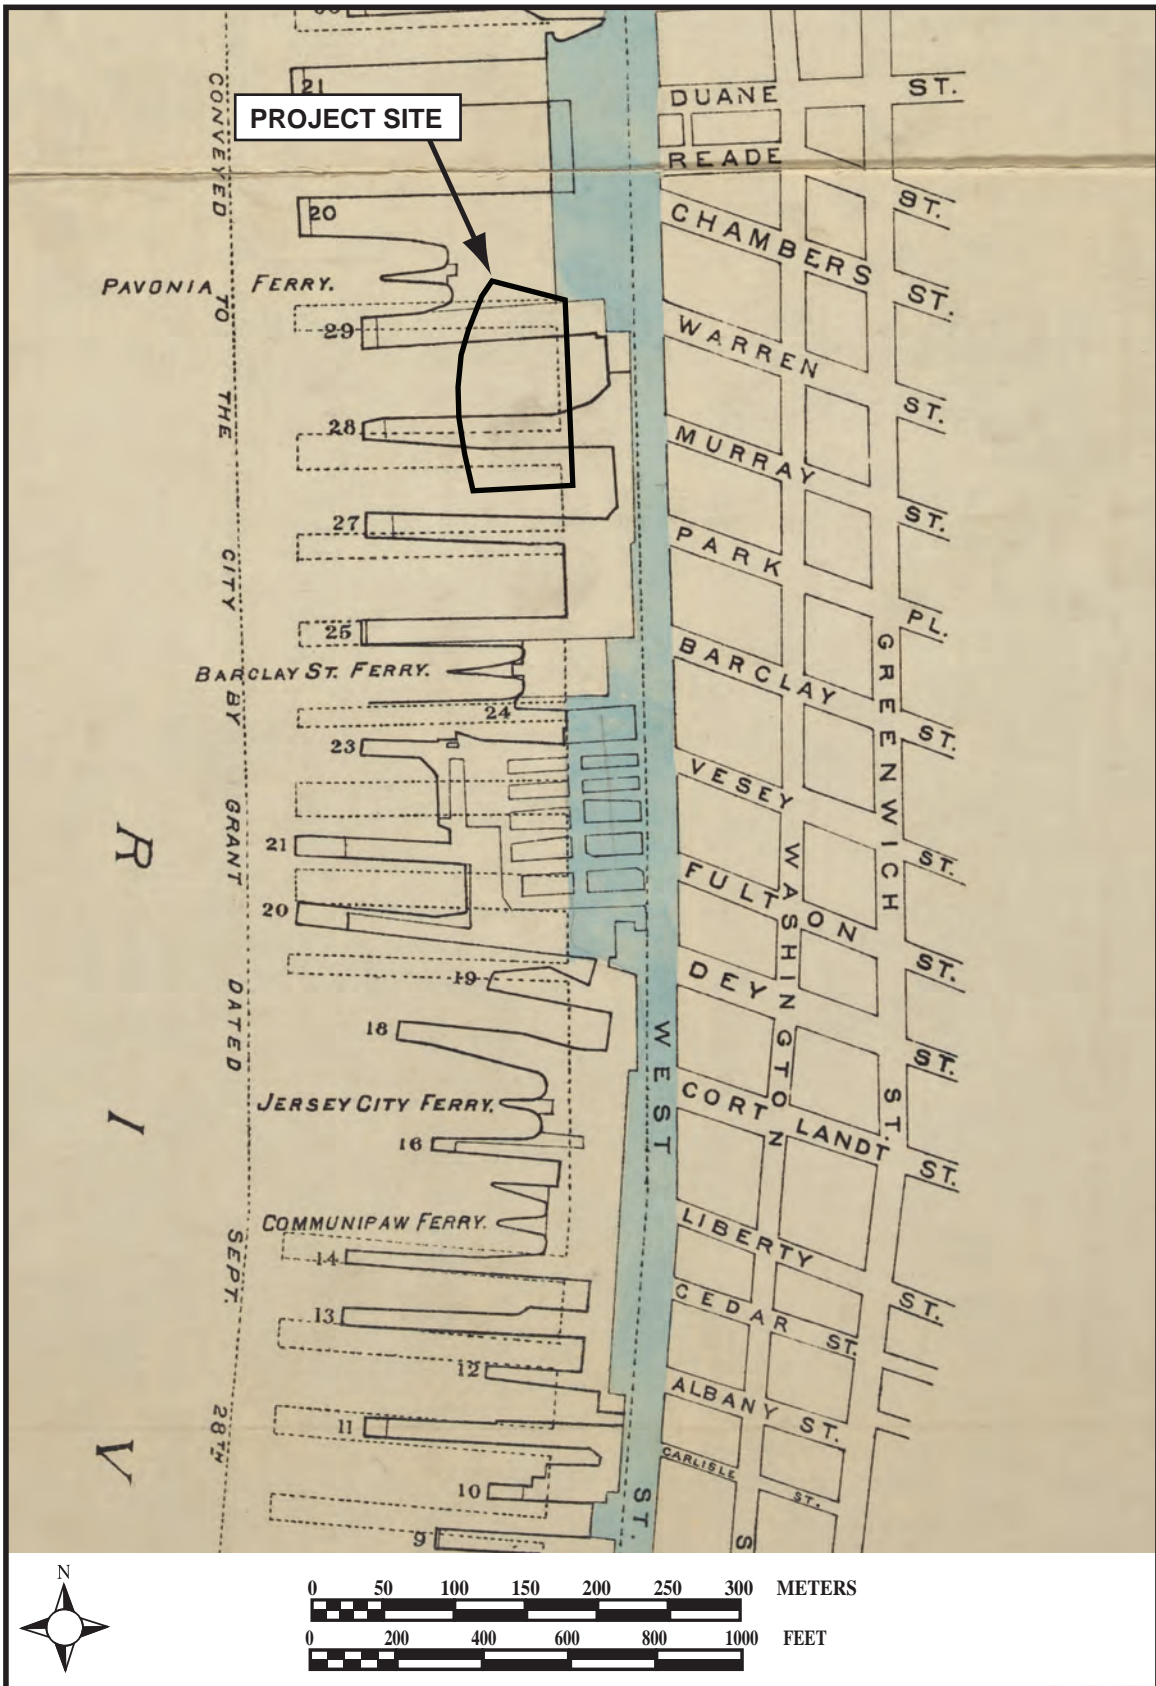 21
DUANE ST.
PROJECT SITE
READE ST.
20
CHAMBERS ST.
PAVONIA FERRY.
29
WARREN ST.
28
MURRAY ST.
27
PARK PL.
25
BARCLAY ST. FERRY.
BARCLAY ST.
24
23
VESEY ST.
21
FULTON ST.
20
19
DEY ST.
18
JERSEY CITY FERRY.
CORTLANDT ST.
16
COMMUNIPAW FERRY.
LIBERTY ST.
14
13
CEDAR ST.
12
ALBANY ST.
11
CARLISLE ST.
10
9
CONVEYED TO THE CITY BY GRANT DATED SEPT. 28TH
R I V
WEST ST.
WASHINGTON
GREENWICH ST.
S
N
0 50 100 150 200 250 300 METERS
0 200 400 600 800 1000 FEET